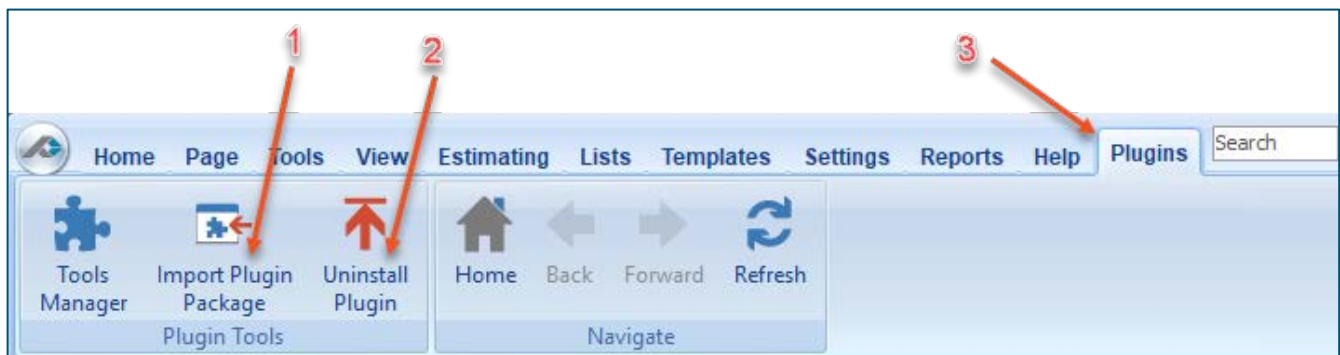 1
2
3
Home Page Tools View Estimating Lists Templates Settings Reports Help Plugins Search
Tools Import Plugin Uninstall Home Back Forward Refresh
Manager Package Plugin
Plugin Tools Navigate